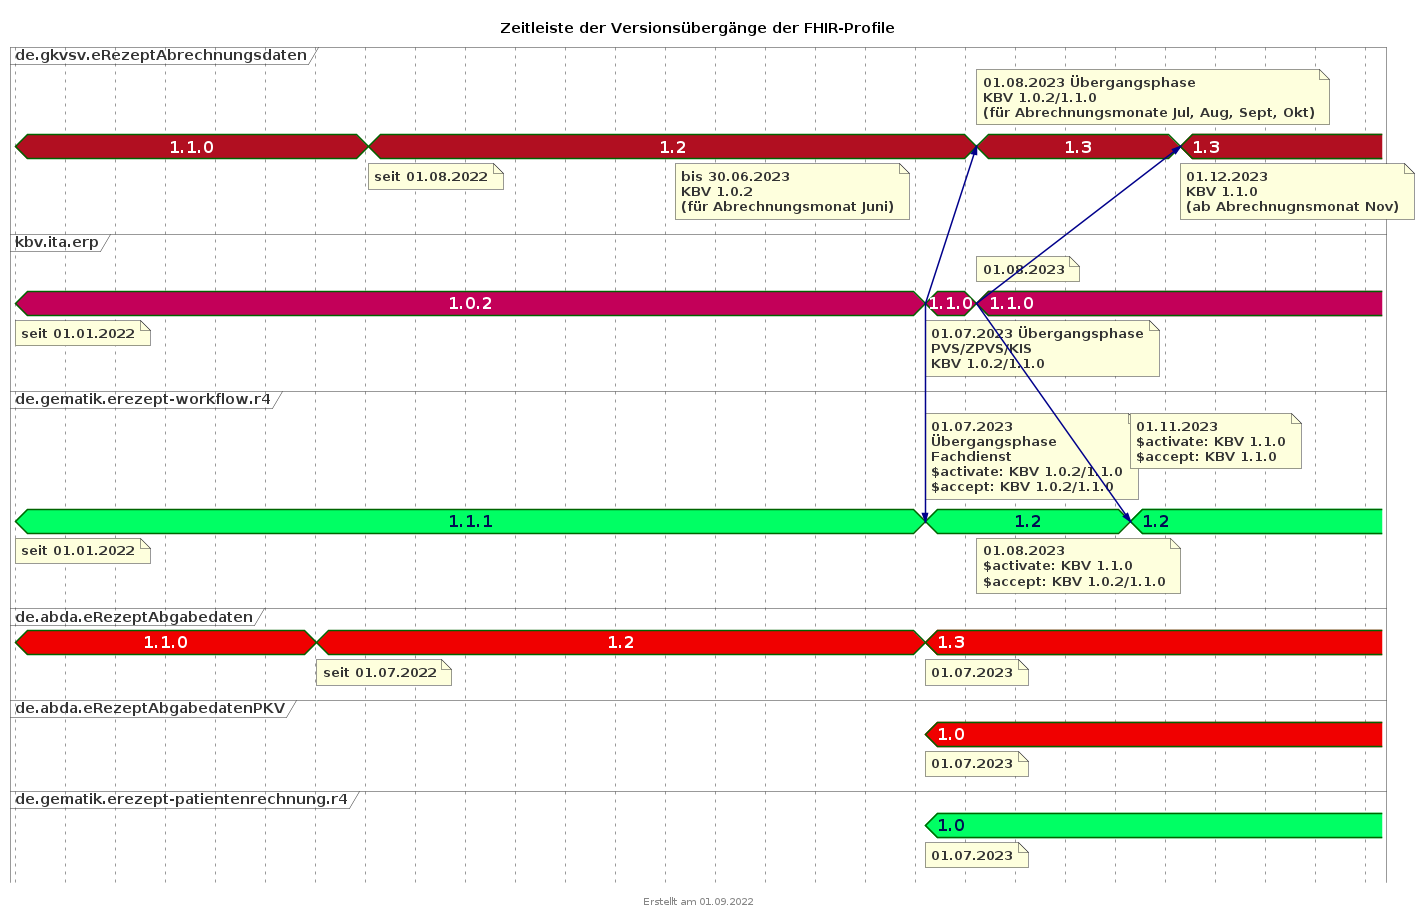 Zeitleiste der Versionsübergänge der FHIR-Profile
de.gkvsv.eRezeptAbrechnungsdaten
01.08.2023 Übergangsphase
KBV 1.0.2/1.1.0
(für Abrechnungsmonate Jul, Aug, Sept, Okt)
1.1.0
1.2
1.3
1.3
seit 01.08.2022
bis 30.06.2023
KBV 1.0.2
(für Abrechnungsmonat Juni)
01.12.2023
KBV 1.1.0
(ab Abrechnugnsmonat Nov)
kbv.ita.erp
01.08.2023
1.0.2
1.1.0
1.1.0
seit 01.01.2022
01.07.2023 Übergangsphase
PVS/ZPVS/KIS
KBV 1.0.2/1.1.0
de.gematik.erezept-workflow.r4
01.07.2023
Übergangsphase
Fachdienst
$activate: KBV 1.0.2/1.1.0
$accept: KBV 1.0.2/1.1.0
01.11.2023
$activate: KBV 1.1.0
$accept: KBV 1.1.0
1.1.1
1.2
1.2
seit 01.01.2022
01.08.2023
$activate: KBV 1.1.0
$accept: KBV 1.0.2/1.1.0
de.abda.eRezeptAbgabedaten
1.1.0
1.2
1.3
seit 01.07.2022
01.07.2023
de.abda.eRezeptAbgabedatenPKV
1.0
01.07.2023
de.gematik.erezept-patientenrechnung.r4
1.0
01.07.2023
Erstellt am 01.09.2022